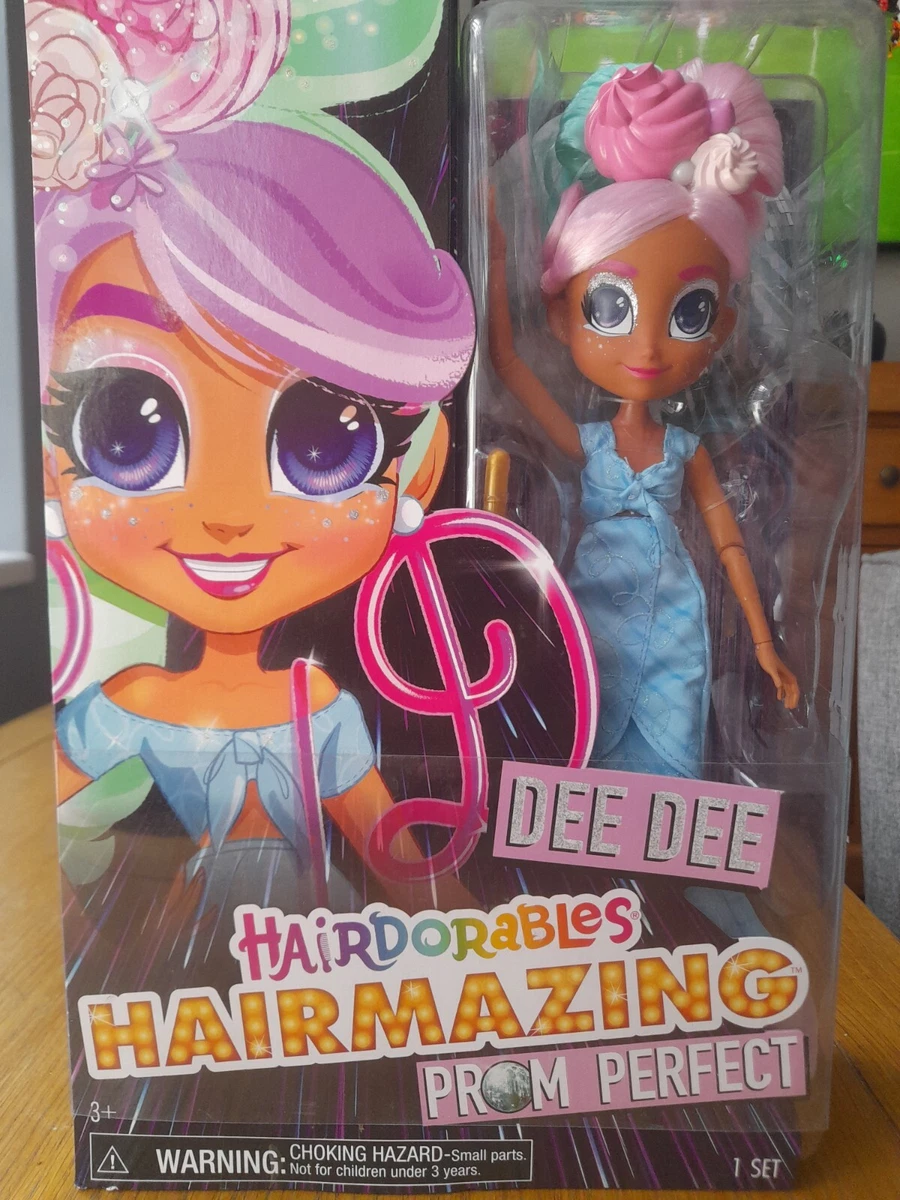 D
DEE DEE
HAIRDORABLES®
HAIRMAZING™
PROM PERFECT
3+
WARNING: CHOKING HAZARD-Small parts.
Not for children under 3 years.
1 SET